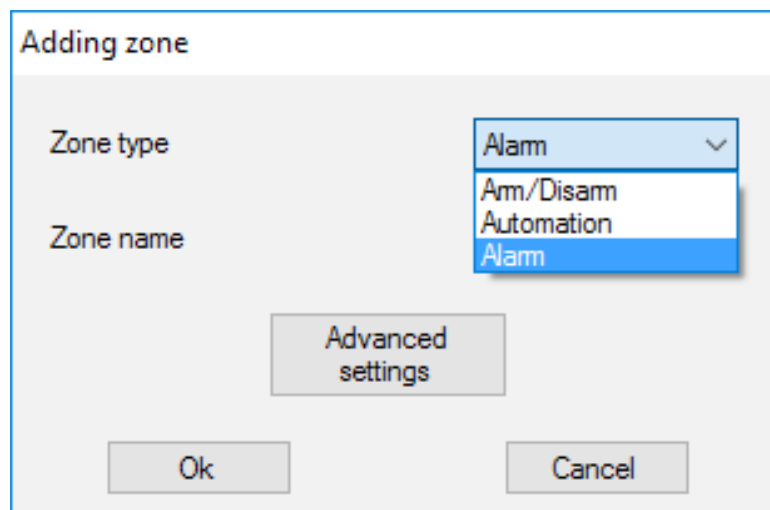 Adding zone
Zone type
Alarm
Arm/Disarm
Automation
Alarm
Zone name
Advanced
settings
Ok
Cancel